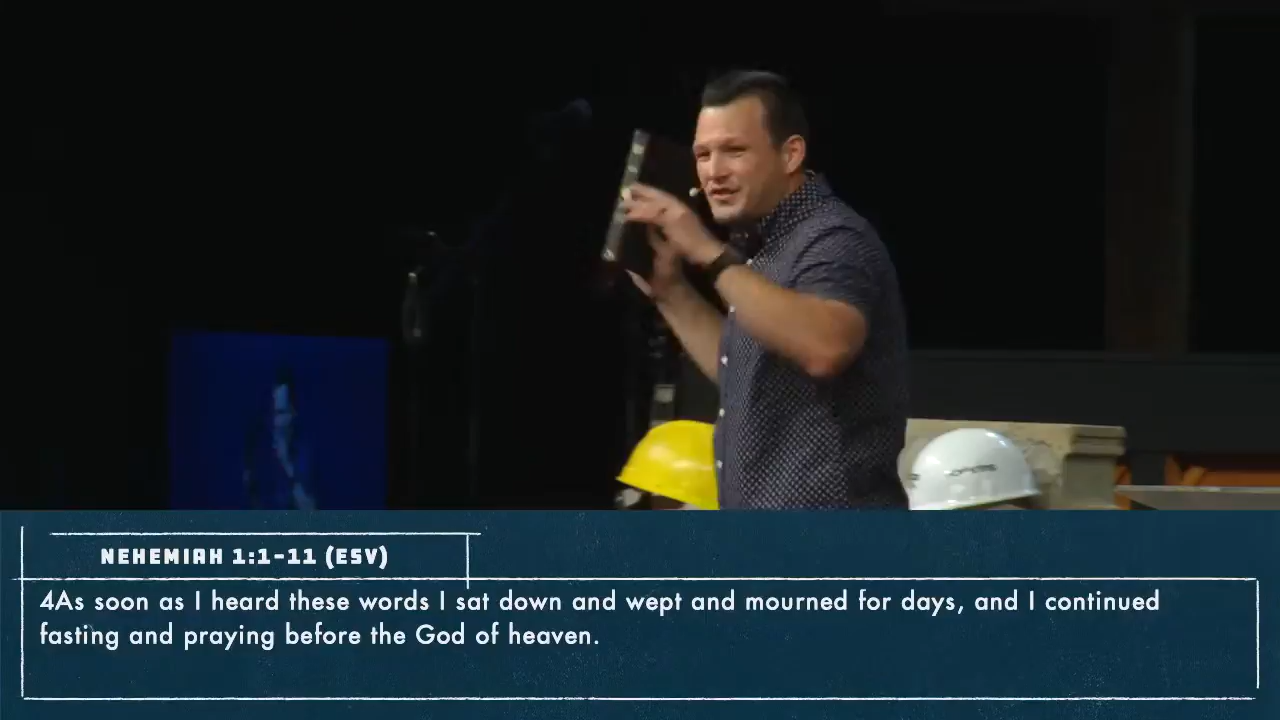 NEHEMIAH 1:1-11 (ESV)
4As soon as I heard these words I sat down and wept and mourned for days, and I continued
fasting and praying before the God of heaven.